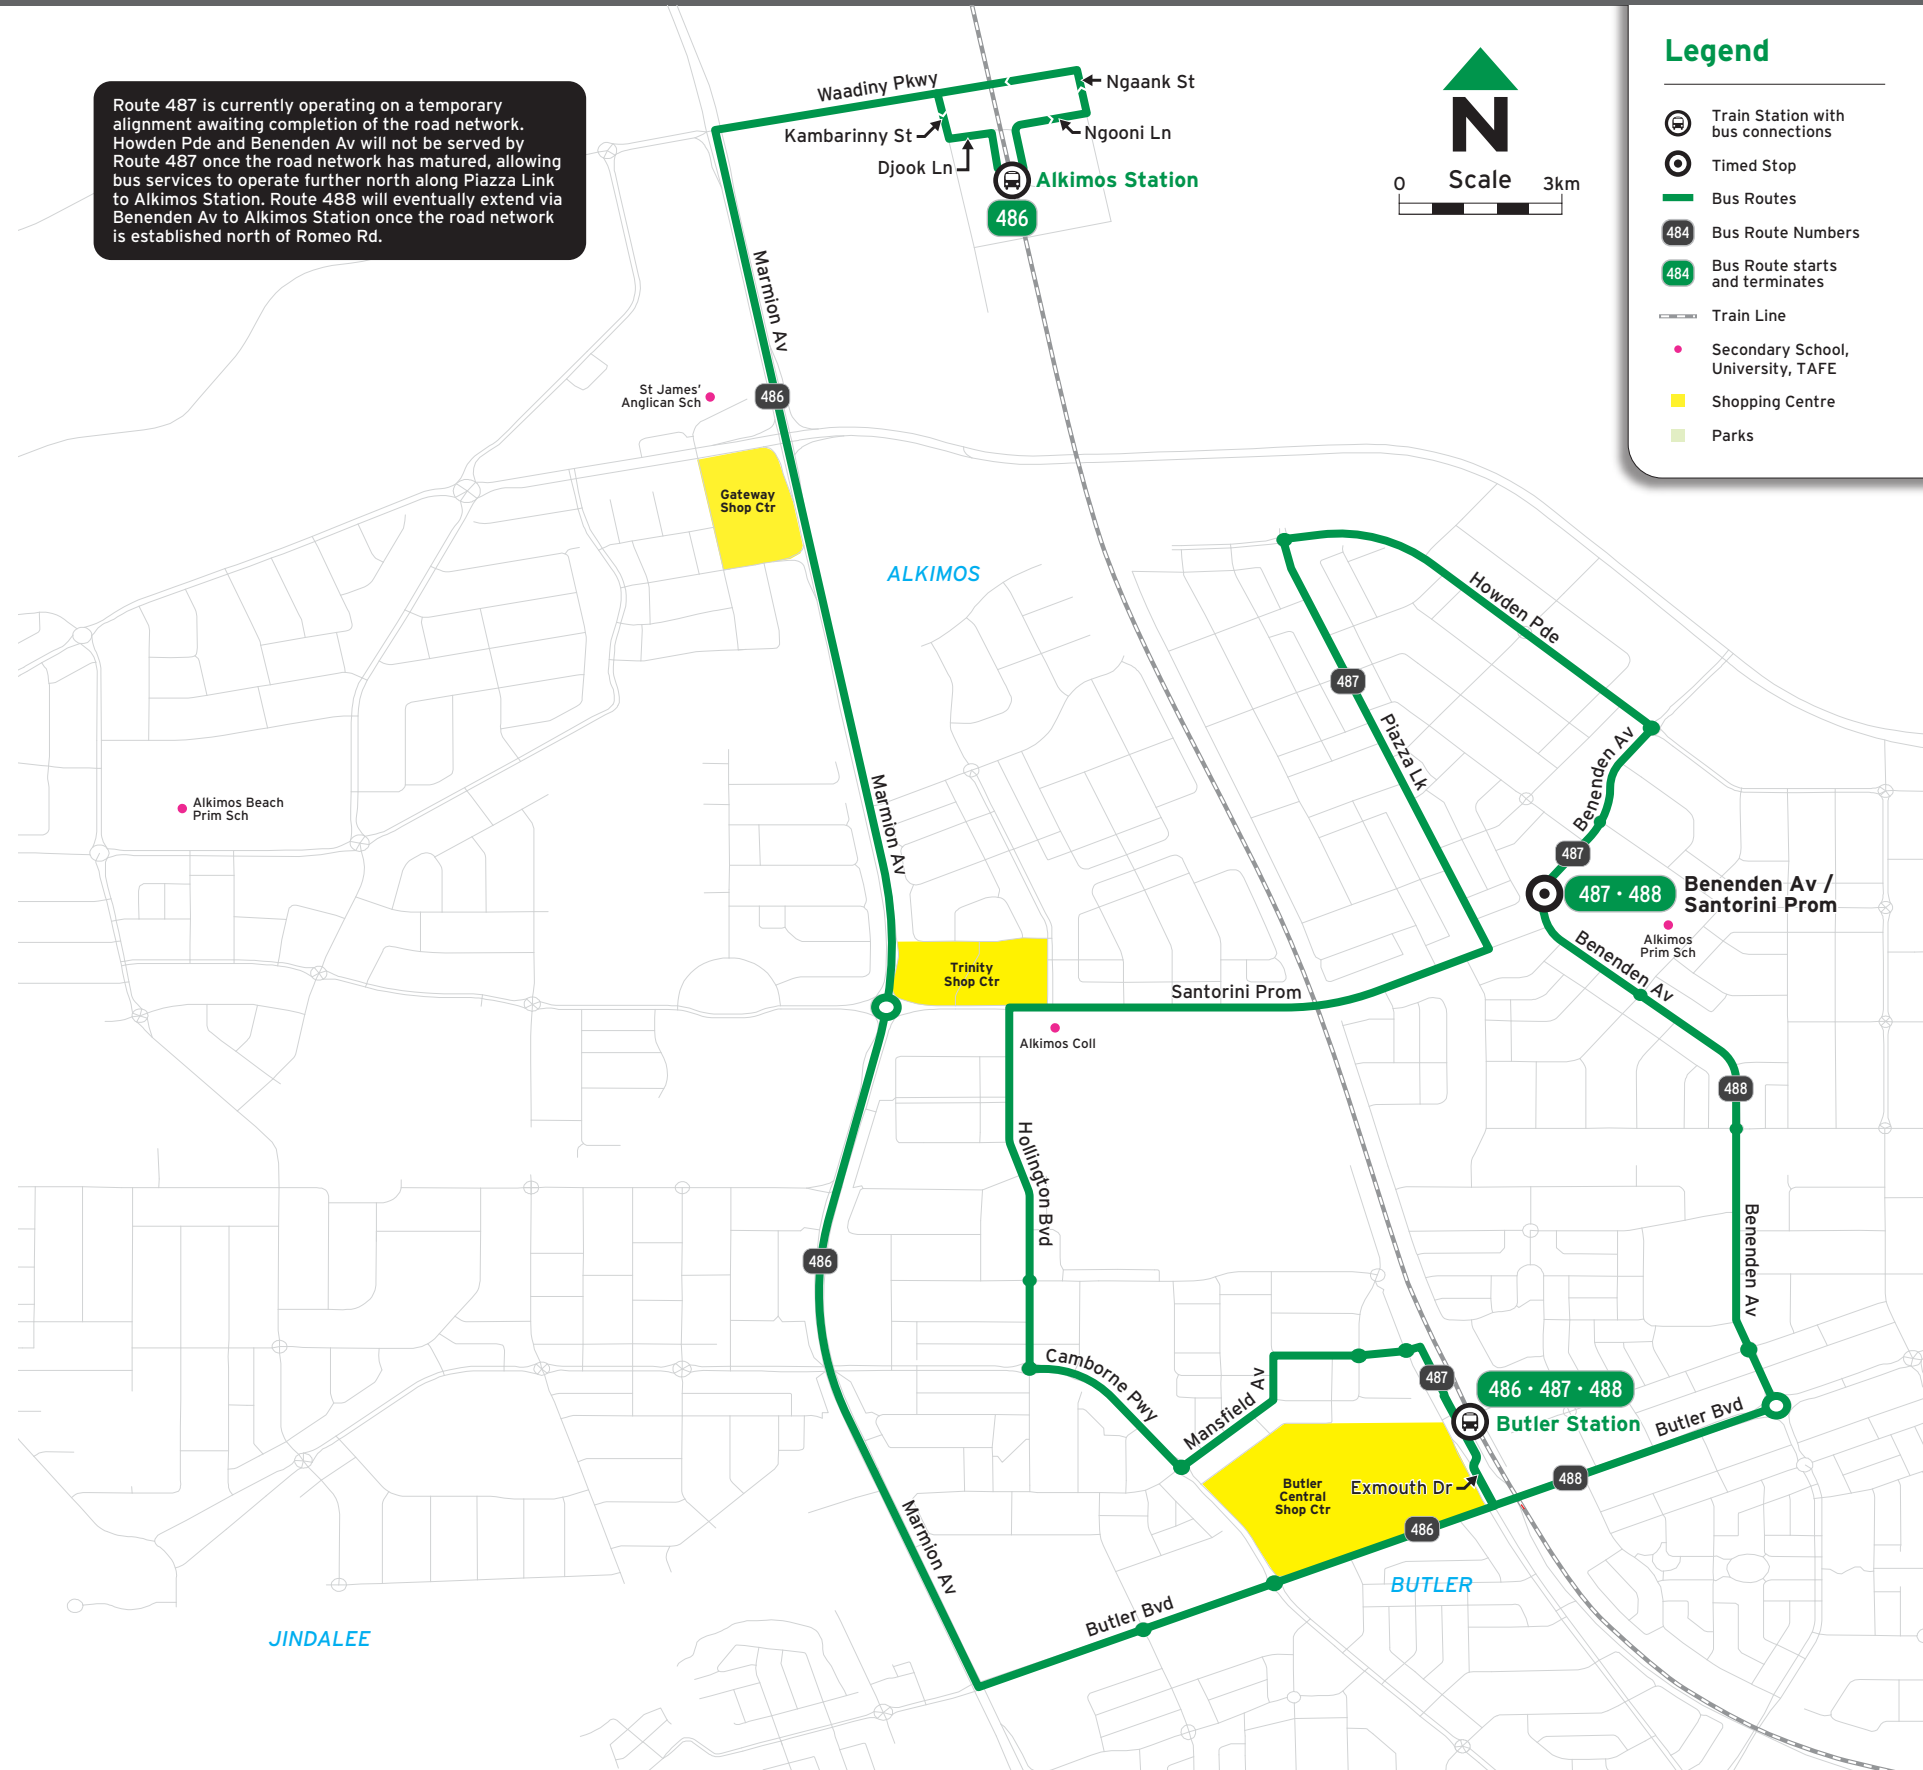 Route 487 is currently operating on a temporary
alignment awaiting completion of the road network.
Howden Pde and Benenden Av will not be served by
Route 487 once the road network has matured, allowing
bus services to operate further north along Piazza Link
to Alkimos Station. Route 488 will eventually extend via
Benenden Av to Alkimos Station once the road network
is established north of Romeo Rd.
Waadiny Pkwy
Ngaank St
Kambarinny St
Ngooni Ln
Djook Ln
Alkimos Station
486
N
0 Scale 3km
Legend
Train Station with
bus connections
Timed Stop
Bus Routes
484
Bus Route Numbers
484
Bus Route starts
and terminates
Train Line
Secondary School,
University, TAFE
Shopping Centre
Parks
Marmion Av
St James'
Anglican Sch
486
Gateway
Shop Ctr
ALKIMOS
Howden Pde
487
Piazza Lk
Benenden Av
Alkimos Beach
Prim Sch
Marmion Av
487
487 · 488
Benenden Av /
Santorini Prom
Alkimos
Prim Sch
Benenden Av
Trinity
Shop Ctr
Santorini Prom
Alkimos Coll
488
Hollington Bvd
486
Benenden Av
Camborne Pwy
Mansfield Av
487
486 · 487 · 488
Butler Station
Butler Bvd
488
Exmouth Dr
Butler
Central
Shop Ctr
486
Marmion Av
BUTLER
Butler Bvd
JINDALEE